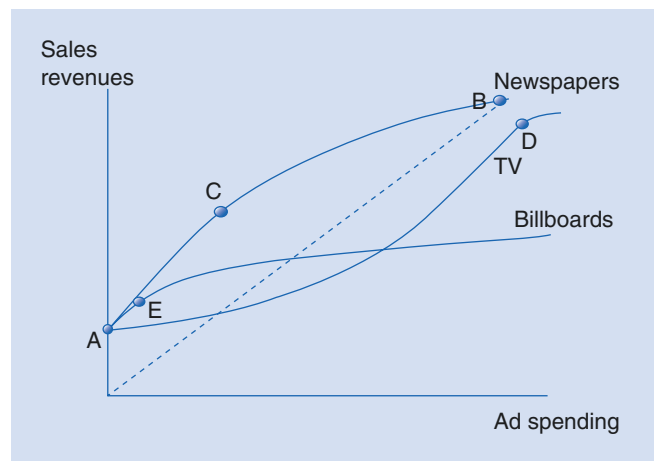 Sales
revenues
Newspapers
B
D
TV
C
Billboards
E
A
Ad spending